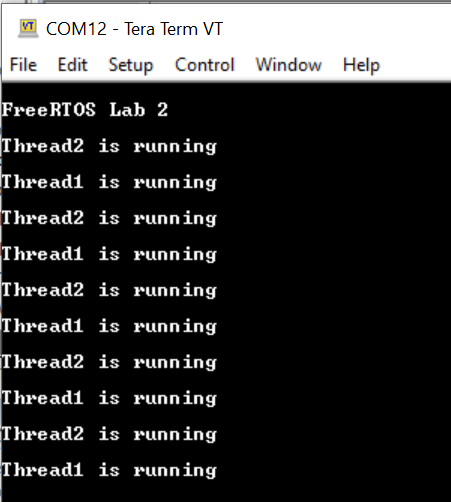 VT
COM12 - Tera Term VT
File Edit Setup Control Window Help
FreeRTOS Lab 2
Thread2 is running
Thread1 is running
Thread2 is running
Thread1 is running
Thread2 is running
Thread1 is running
Thread2 is running
Thread1 is running
Thread2 is running
Thread1 is running